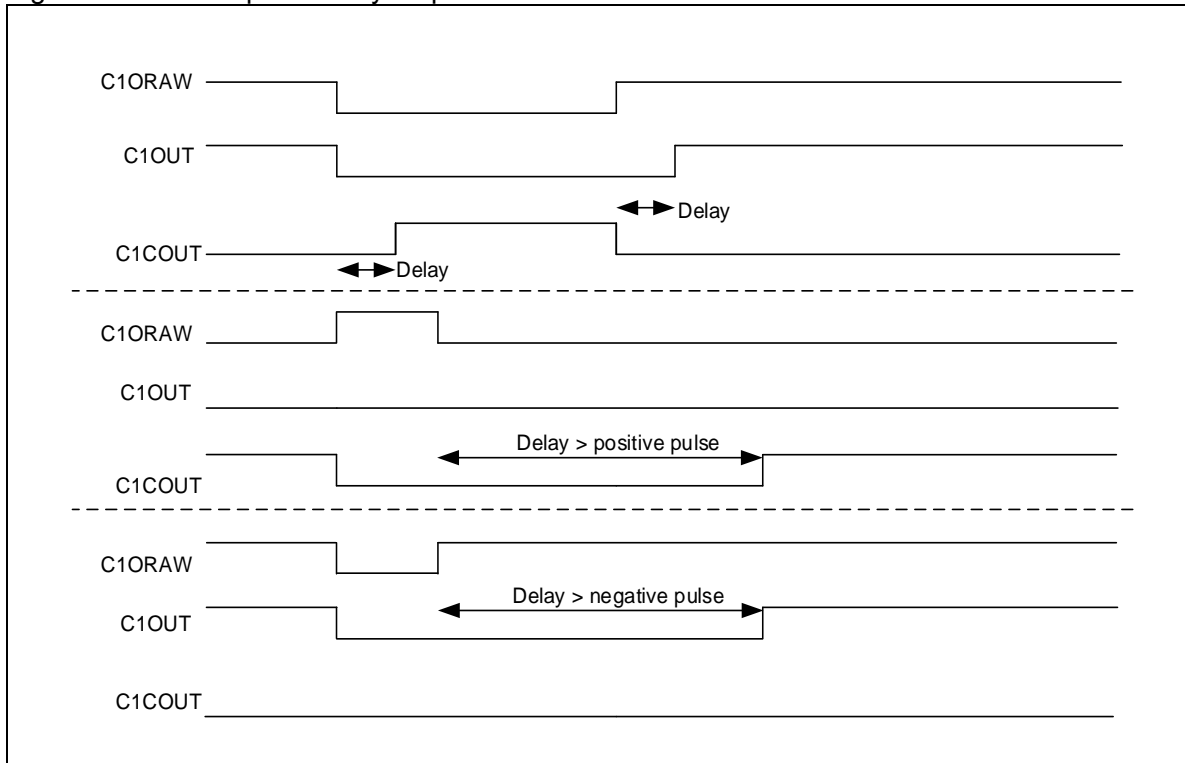 C1ORAW
C1OUT
Delay
C1COUT
Delay
C1ORAW
C1OUT
Delay > positive pulse
C1COUT
C1ORAW
Delay > negative pulse
C1OUT
C1COUT